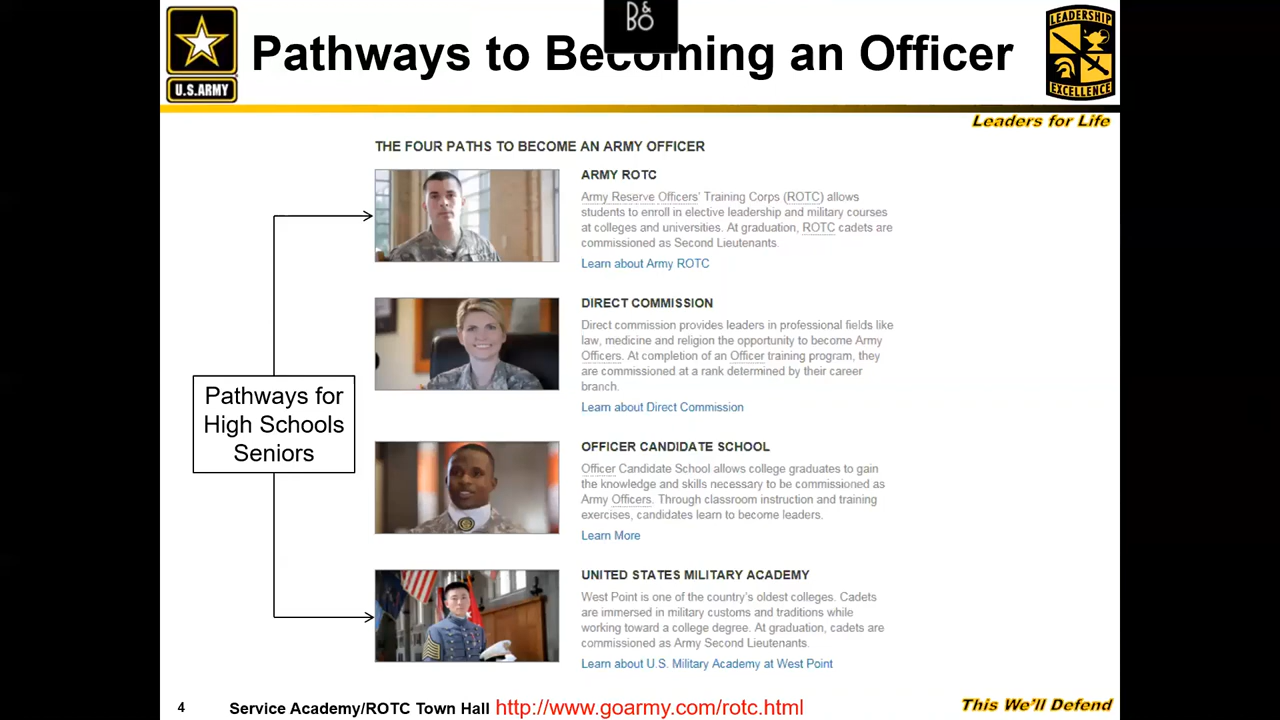 D&
BO
Pathways to Becoming an Officer
U.S.ARMY
LEADERSHIP
EXCELLENCE
Leaders for Life
THE FOUR PATHS TO BECOME AN ARMY OFFICER
ARMY ROTC
Army Reserve Officers' Training Corps (ROTC) allows
students to enroll in elective leadership and military courses
at colleges and universities. At graduation, ROTC cadets are
commissioned as Second Lieutenants.
Learn about Army ROTC
DIRECT COMMISSION
Direct commission provides leaders in professional fields like
law, medicine and religion the opportunity to become Army
Officers. At completion of an Officer training program, they
are commissioned at a rank determined by their career
branch.
Learn about Direct Commission
Pathways for
High Schools
Seniors
OFFICER CANDIDATE SCHOOL
Officer Candidate School allows college graduates to gain
the knowledge and skills necessary to be commissioned as
Army Officers. Through classroom instruction and training
exercises, candidates learn to become leaders.
Learn More
UNITED STATES MILITARY ACADEMY
West Point is one of the country's oldest colleges. Cadets
are immersed in military customs and traditions while
working toward a college degree. At graduation, cadets are
commissioned as Army Second Lieutenants.
Learn about U.S. Military Academy at West Point
4 Service Academy/ROTC Town Hall http://www.goarmy.com/rotc.html This We'll Defend